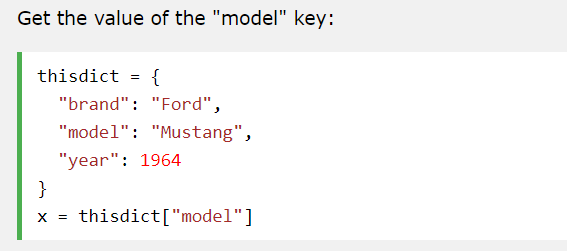 Get the value of the "model" key:
thisdict = {
  "brand": "Ford",
  "model": "Mustang",
  "year": 1964
}
x = thisdict["model"]